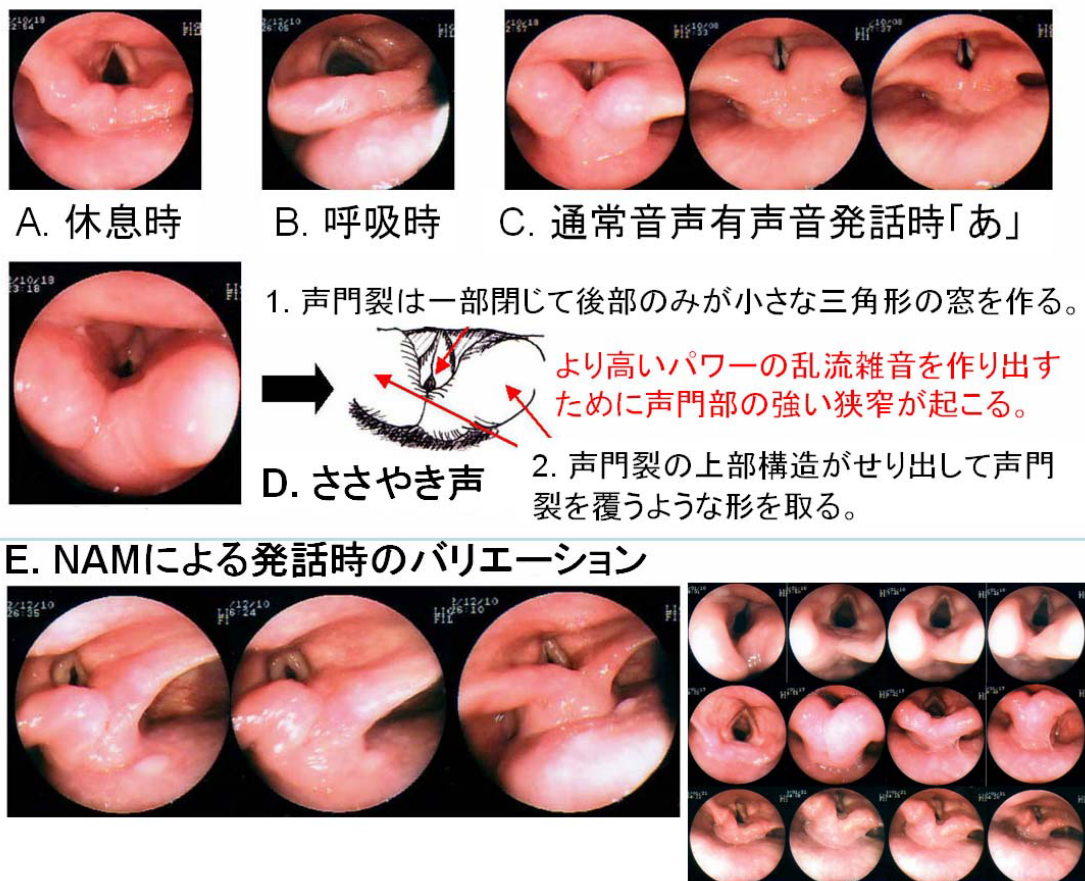 A. 休息時
B. 呼吸時
C. 通常音声有声音発話時「あ」
1. 声門裂は一部閉じて後部のみが小さな三角形の窓を作る。
より高いパワーの乱流雑音を作り出す
ために声門部の強い狭窄が起こる。
D. ささやき声
2. 声門裂の上部構造がせり出して声門
裂を覆うような形を取る。
E. NAMによる発話時のバリエーション